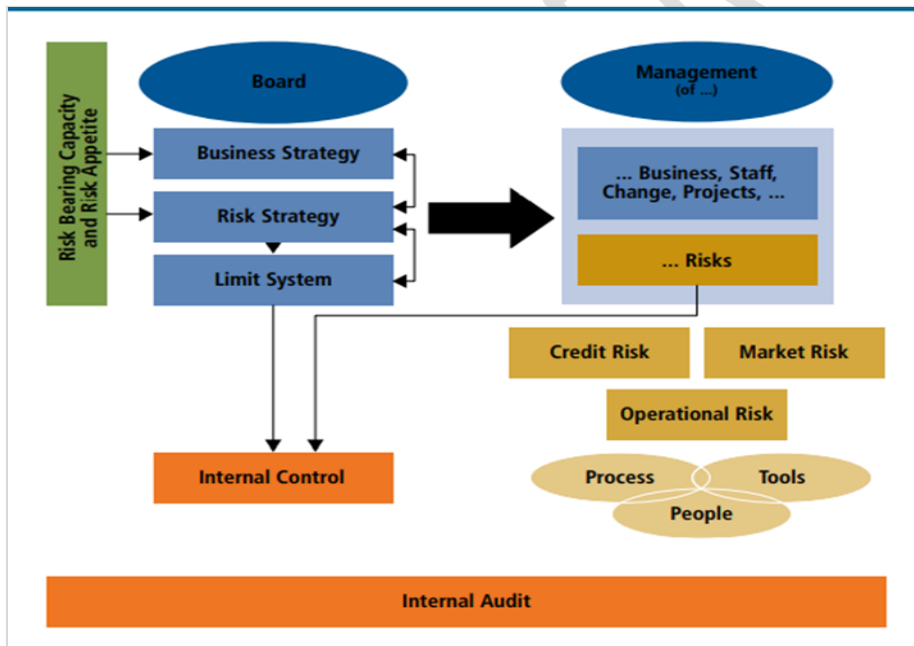 Risk Bearing Capacity
and Risk Appetite
Board
Business Strategy
Risk Strategy
Limit System
Management
(of ...)
... Business, Staff,
Change, Projects, ...
... Risks
Credit Risk
Market Risk
Operational Risk
Process
Tools
People
Internal Control
Internal Audit